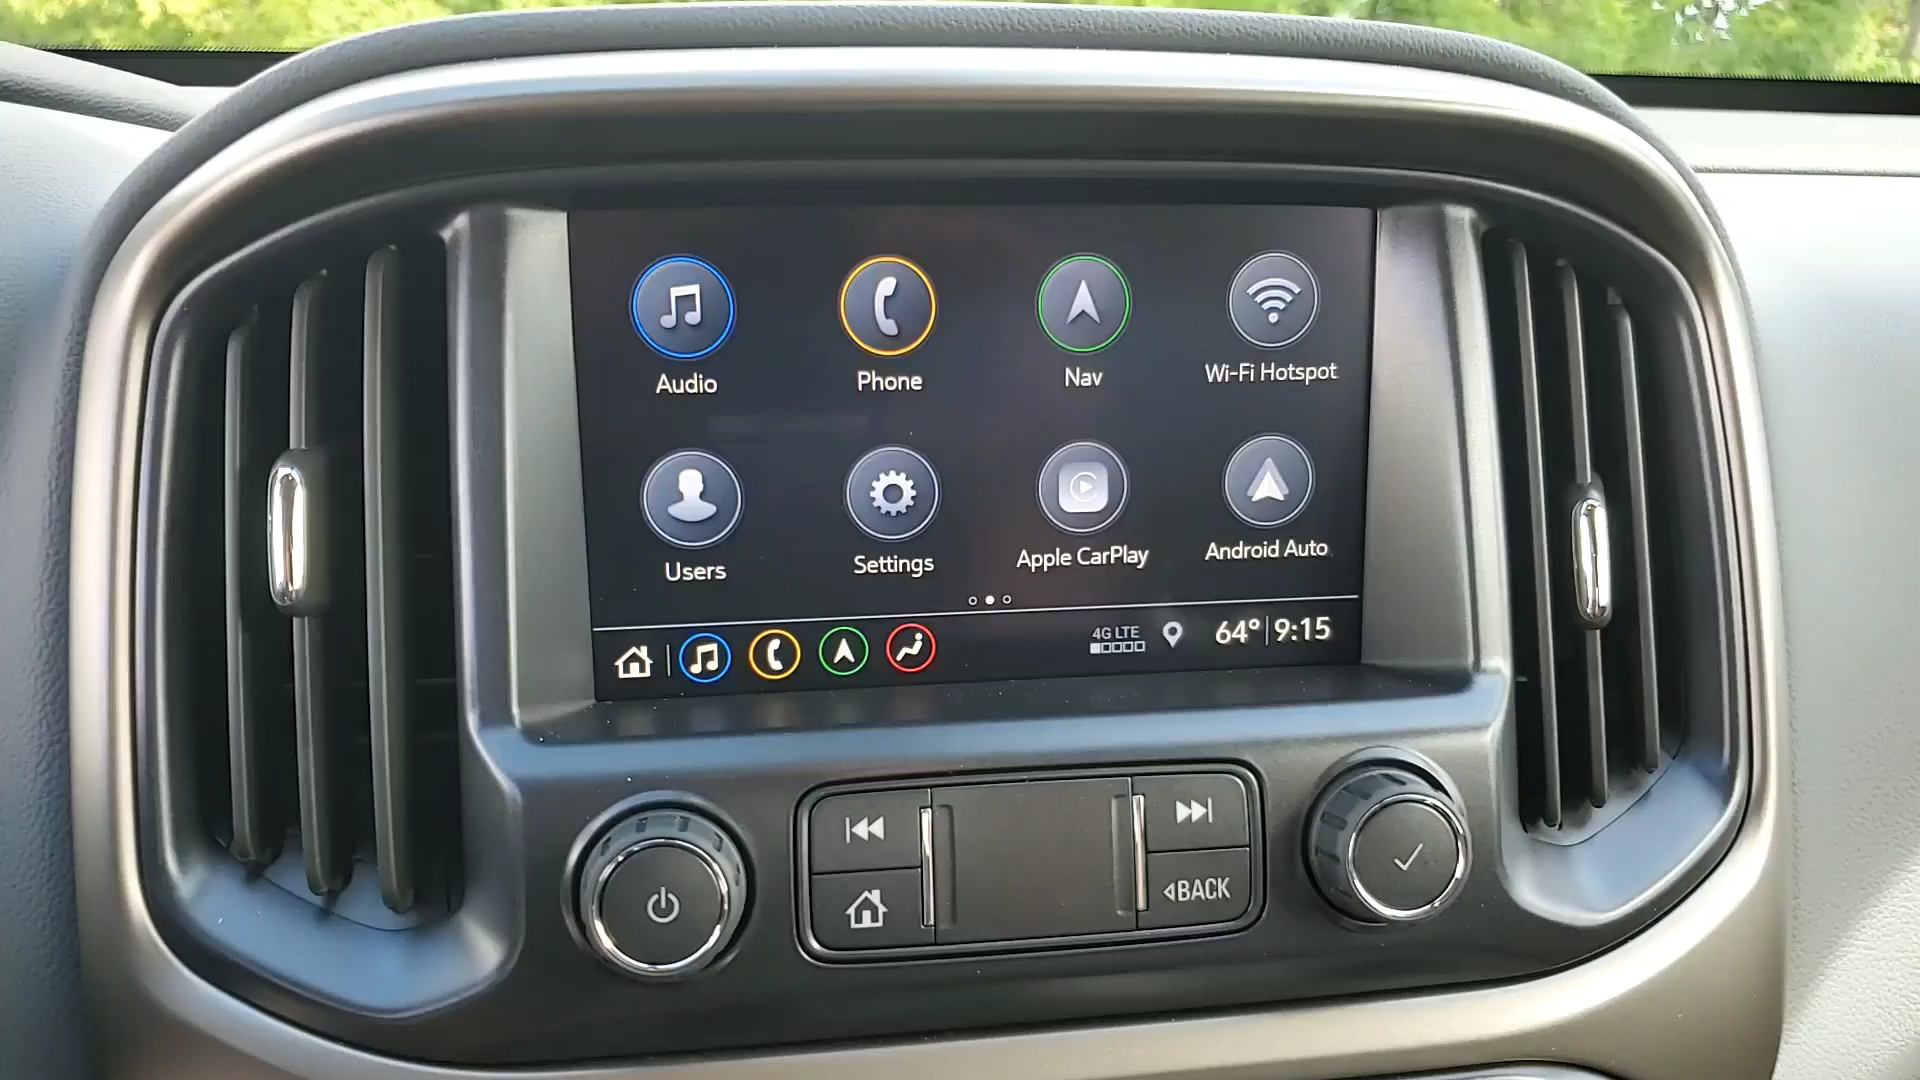 Audio
Phone
Nav
Wi-Fi Hotspot
Users
Settings
Apple CarPlay
Android Auto
4G LTE
64° 9:15
BACK